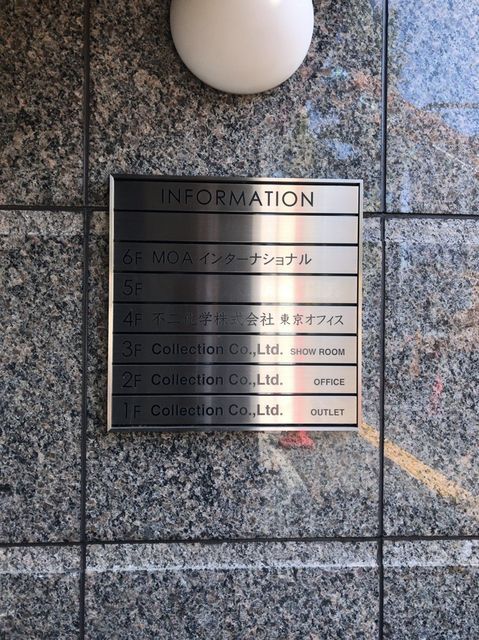 INFORMATION
6F MOA インターナショナル
5F
4F 不二化学株式会社 東京オフィス
3F Collection Co.,Ltd. SHOW ROOM
2F Collection Co.,Ltd. OFFICE
1F Collection Co.,Ltd. OUTLET